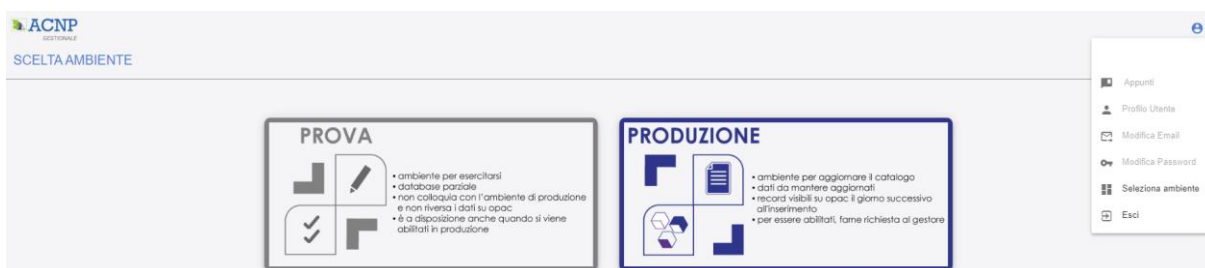 ACNP
GESTIONALE
SCELTA AMBIENTE
PROVA
• ambiente per esercitarsi
• database parziale
• non colloquia con l'ambiente di produzione
e non riversa i dati su opac
• è a disposizione anche quando si viene
abilitati in produzione
PRODUZIONE
• ambiente per aggiornare il catalogo
• dati da mantere aggiornati
• record visibili su opac il giorno successivo
all'inserimento
• per essere abilitati, farne richiesta al gestore
Appunti
Profilo Utente
Modifica Email
Modifica Password
Seleziona ambiente
Esci